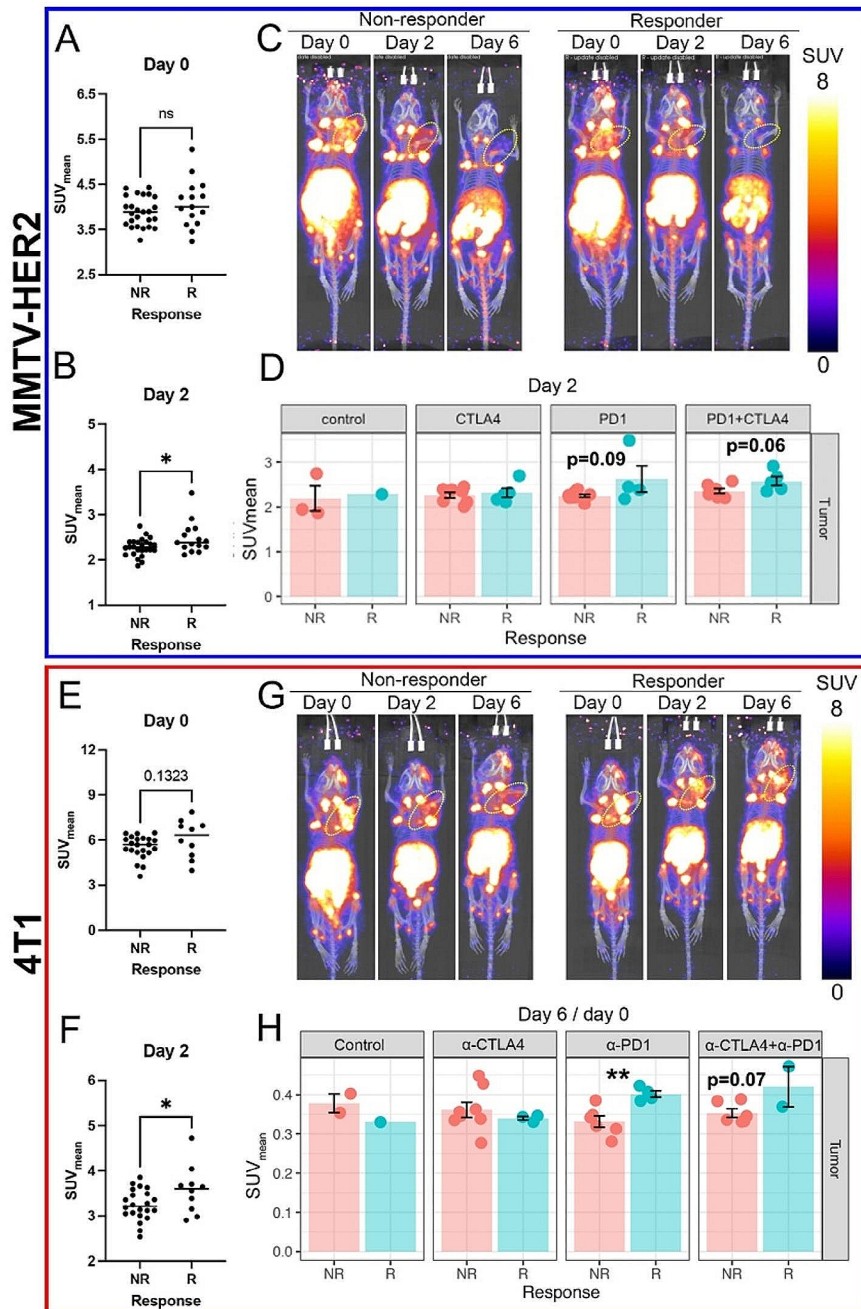 MMTV-HER2
A
Day 0
ns
SUVmean
6.5
5.5
4.5
3.5
2.5
NR R
Response
B
Day 2
*
SUVmean
5
4
3
2
1
NR R
Response
C
Non-responder
Day 0 Day 2 Day 6
date disabled
Responder
Day 0 Day 2 Day 6
R - update disabled
R - update disabled
SUV
8
0
D
Day 2
control CTLA4 PD1 PD1+CTLA4
p=0.09
p=0.06
SUVmean
3
2
1
0
NR R NR R NR R NR R
Response
Tumor
4T1
E
Day 0
0.1323
SUVmean
12
9
6
3
0
NR R
Response
F
Day 2
*
SUVmean
6
5
4
3
2
NR R
Response
G
Non-responder
Day 0 Day 2 Day 6
Responder
Day 0 Day 2 Day 6
SUV
8
0
H
Day 6 / day 0
Control α-CTLA4 α-PD1 α-CTLA4+α-PD1
**
p=0.07
SUVmean
0.4
0.3
0.2
0.1
0.0
NR R NR R NR R NR R
Response
Tumor